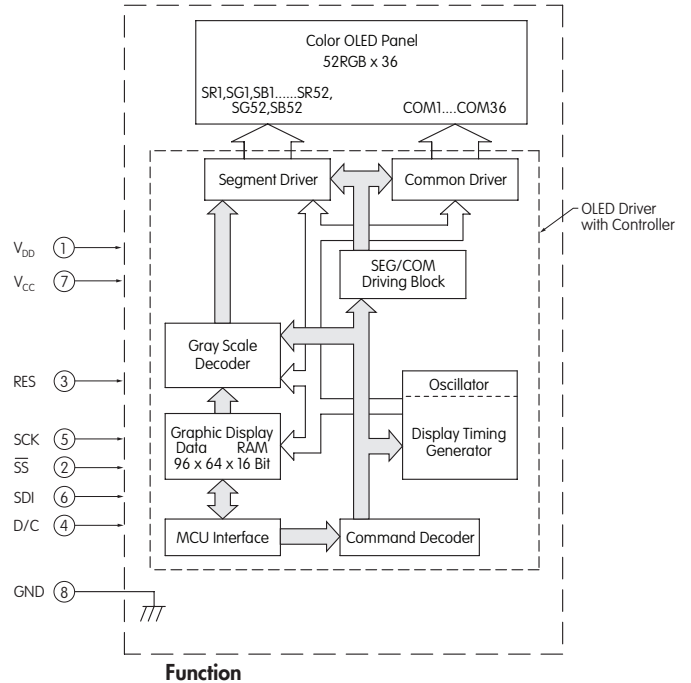 Color OLED Panel
52RGB x 36
SR1,SG1,SB1......SR52,
SG52,SB52
COM1....COM36
Segment Driver
Common Driver
OLED Driver
with Controller
VDD 1
VCC 7
SEG/COM
Driving Block
Gray Scale
Decoder
RES 3
Oscillator
SCK 5
Graphic Display
Data RAM
96 x 64 x 16 Bit
Display Timing
Generator
S̅S̅ 2
SDI 6
D/C 4
MCU Interface
Command Decoder
GND 8
Function